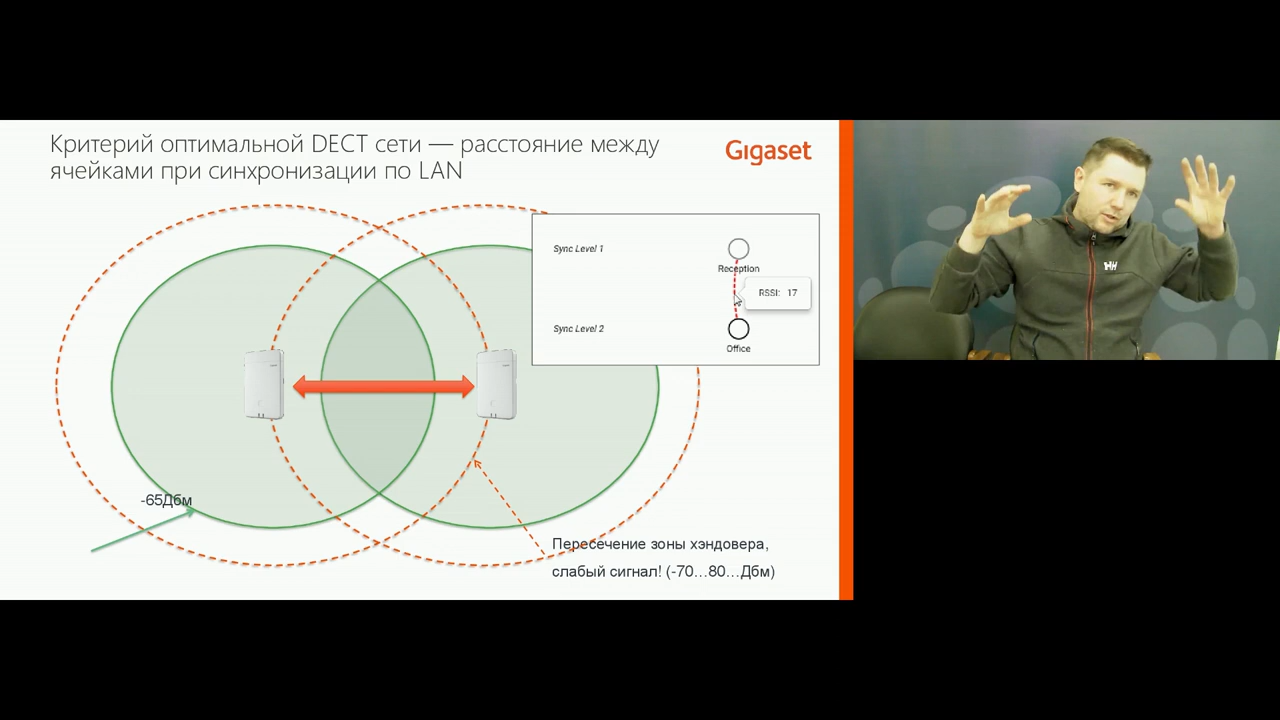 Критерий оптимальной DECT сети — расстояние между
ячейками при синхронизации по LAN
Gigaset
Sync Level 1
Reception
RSSI: 17
Sync Level 2
Office
-65Дбм
Пересечение зоны хэндовера,
слабый сигнал! (-70...80...Дбм)
HH